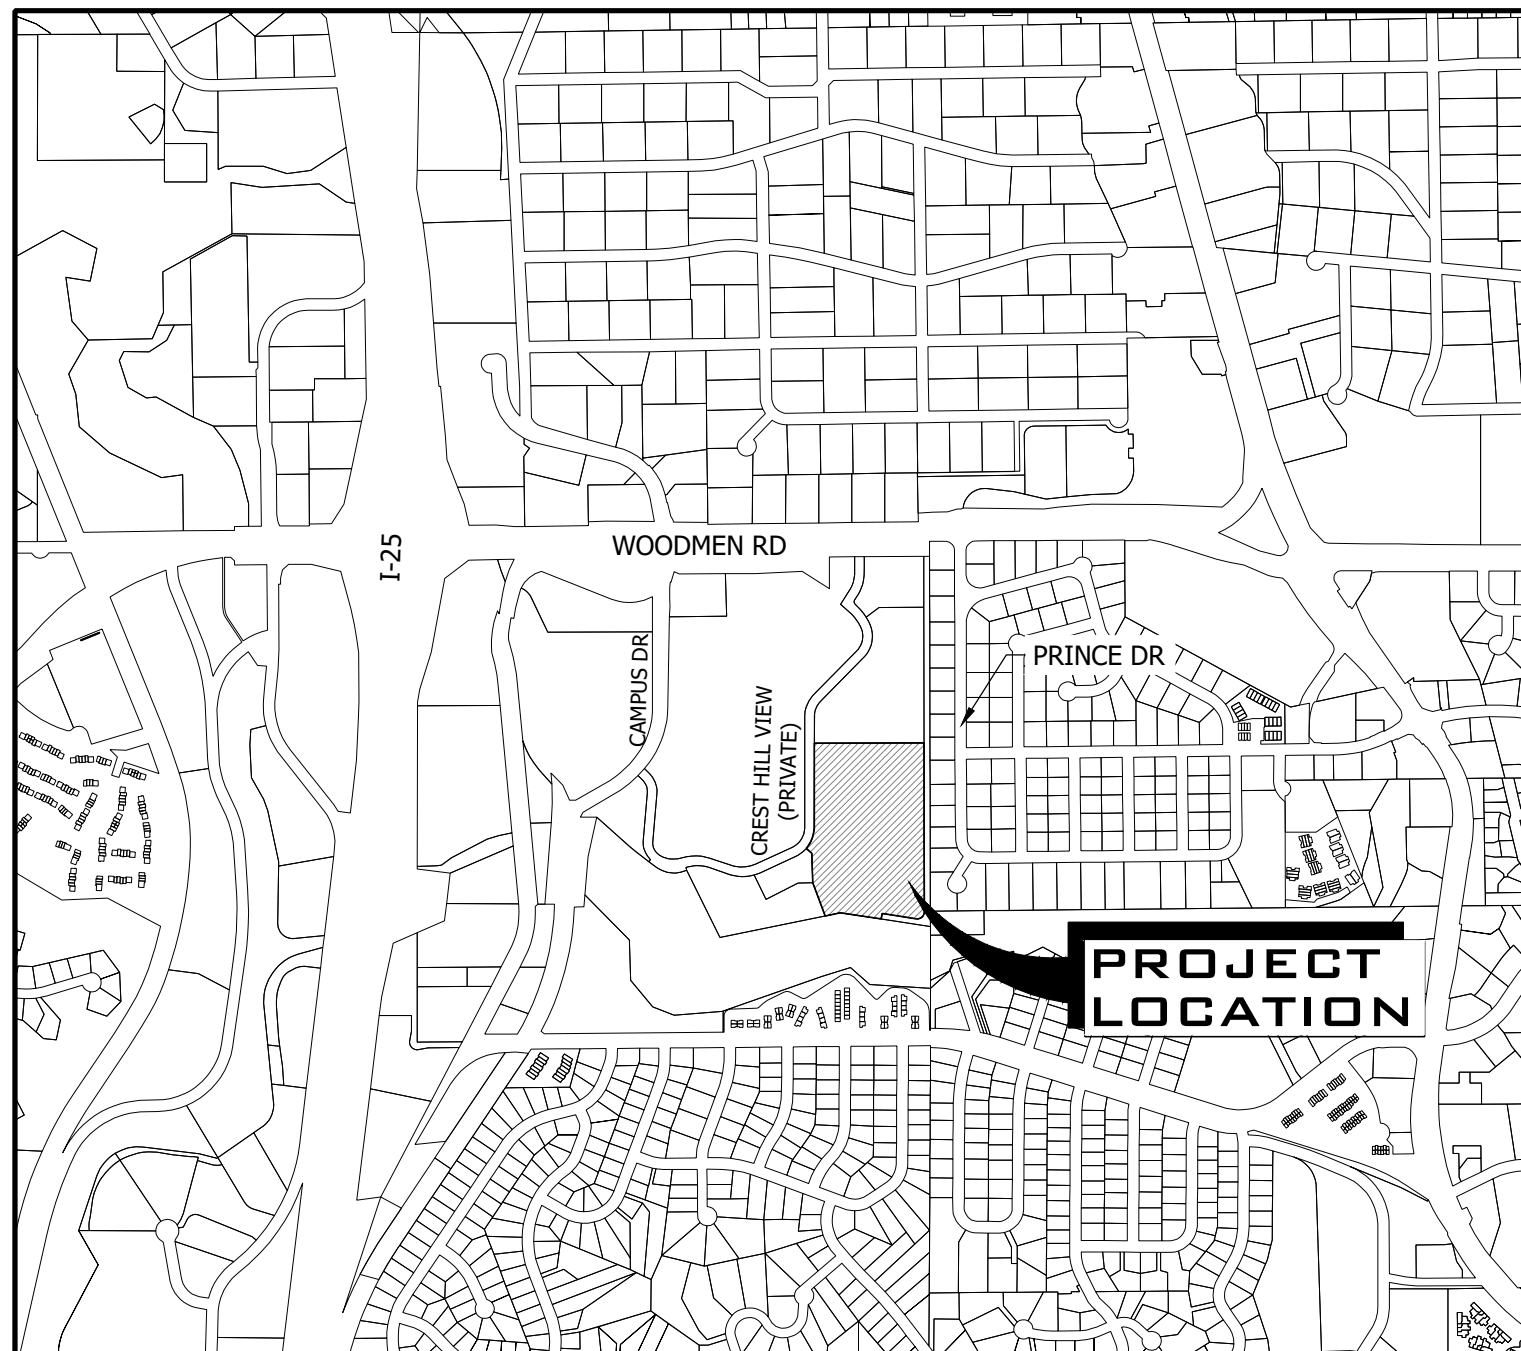 I-25
WOODMEN RD
CAMPUS DR
PRINCE DR
CREST HILL VIEW
(PRIVATE)
PROJECT
LOCATION